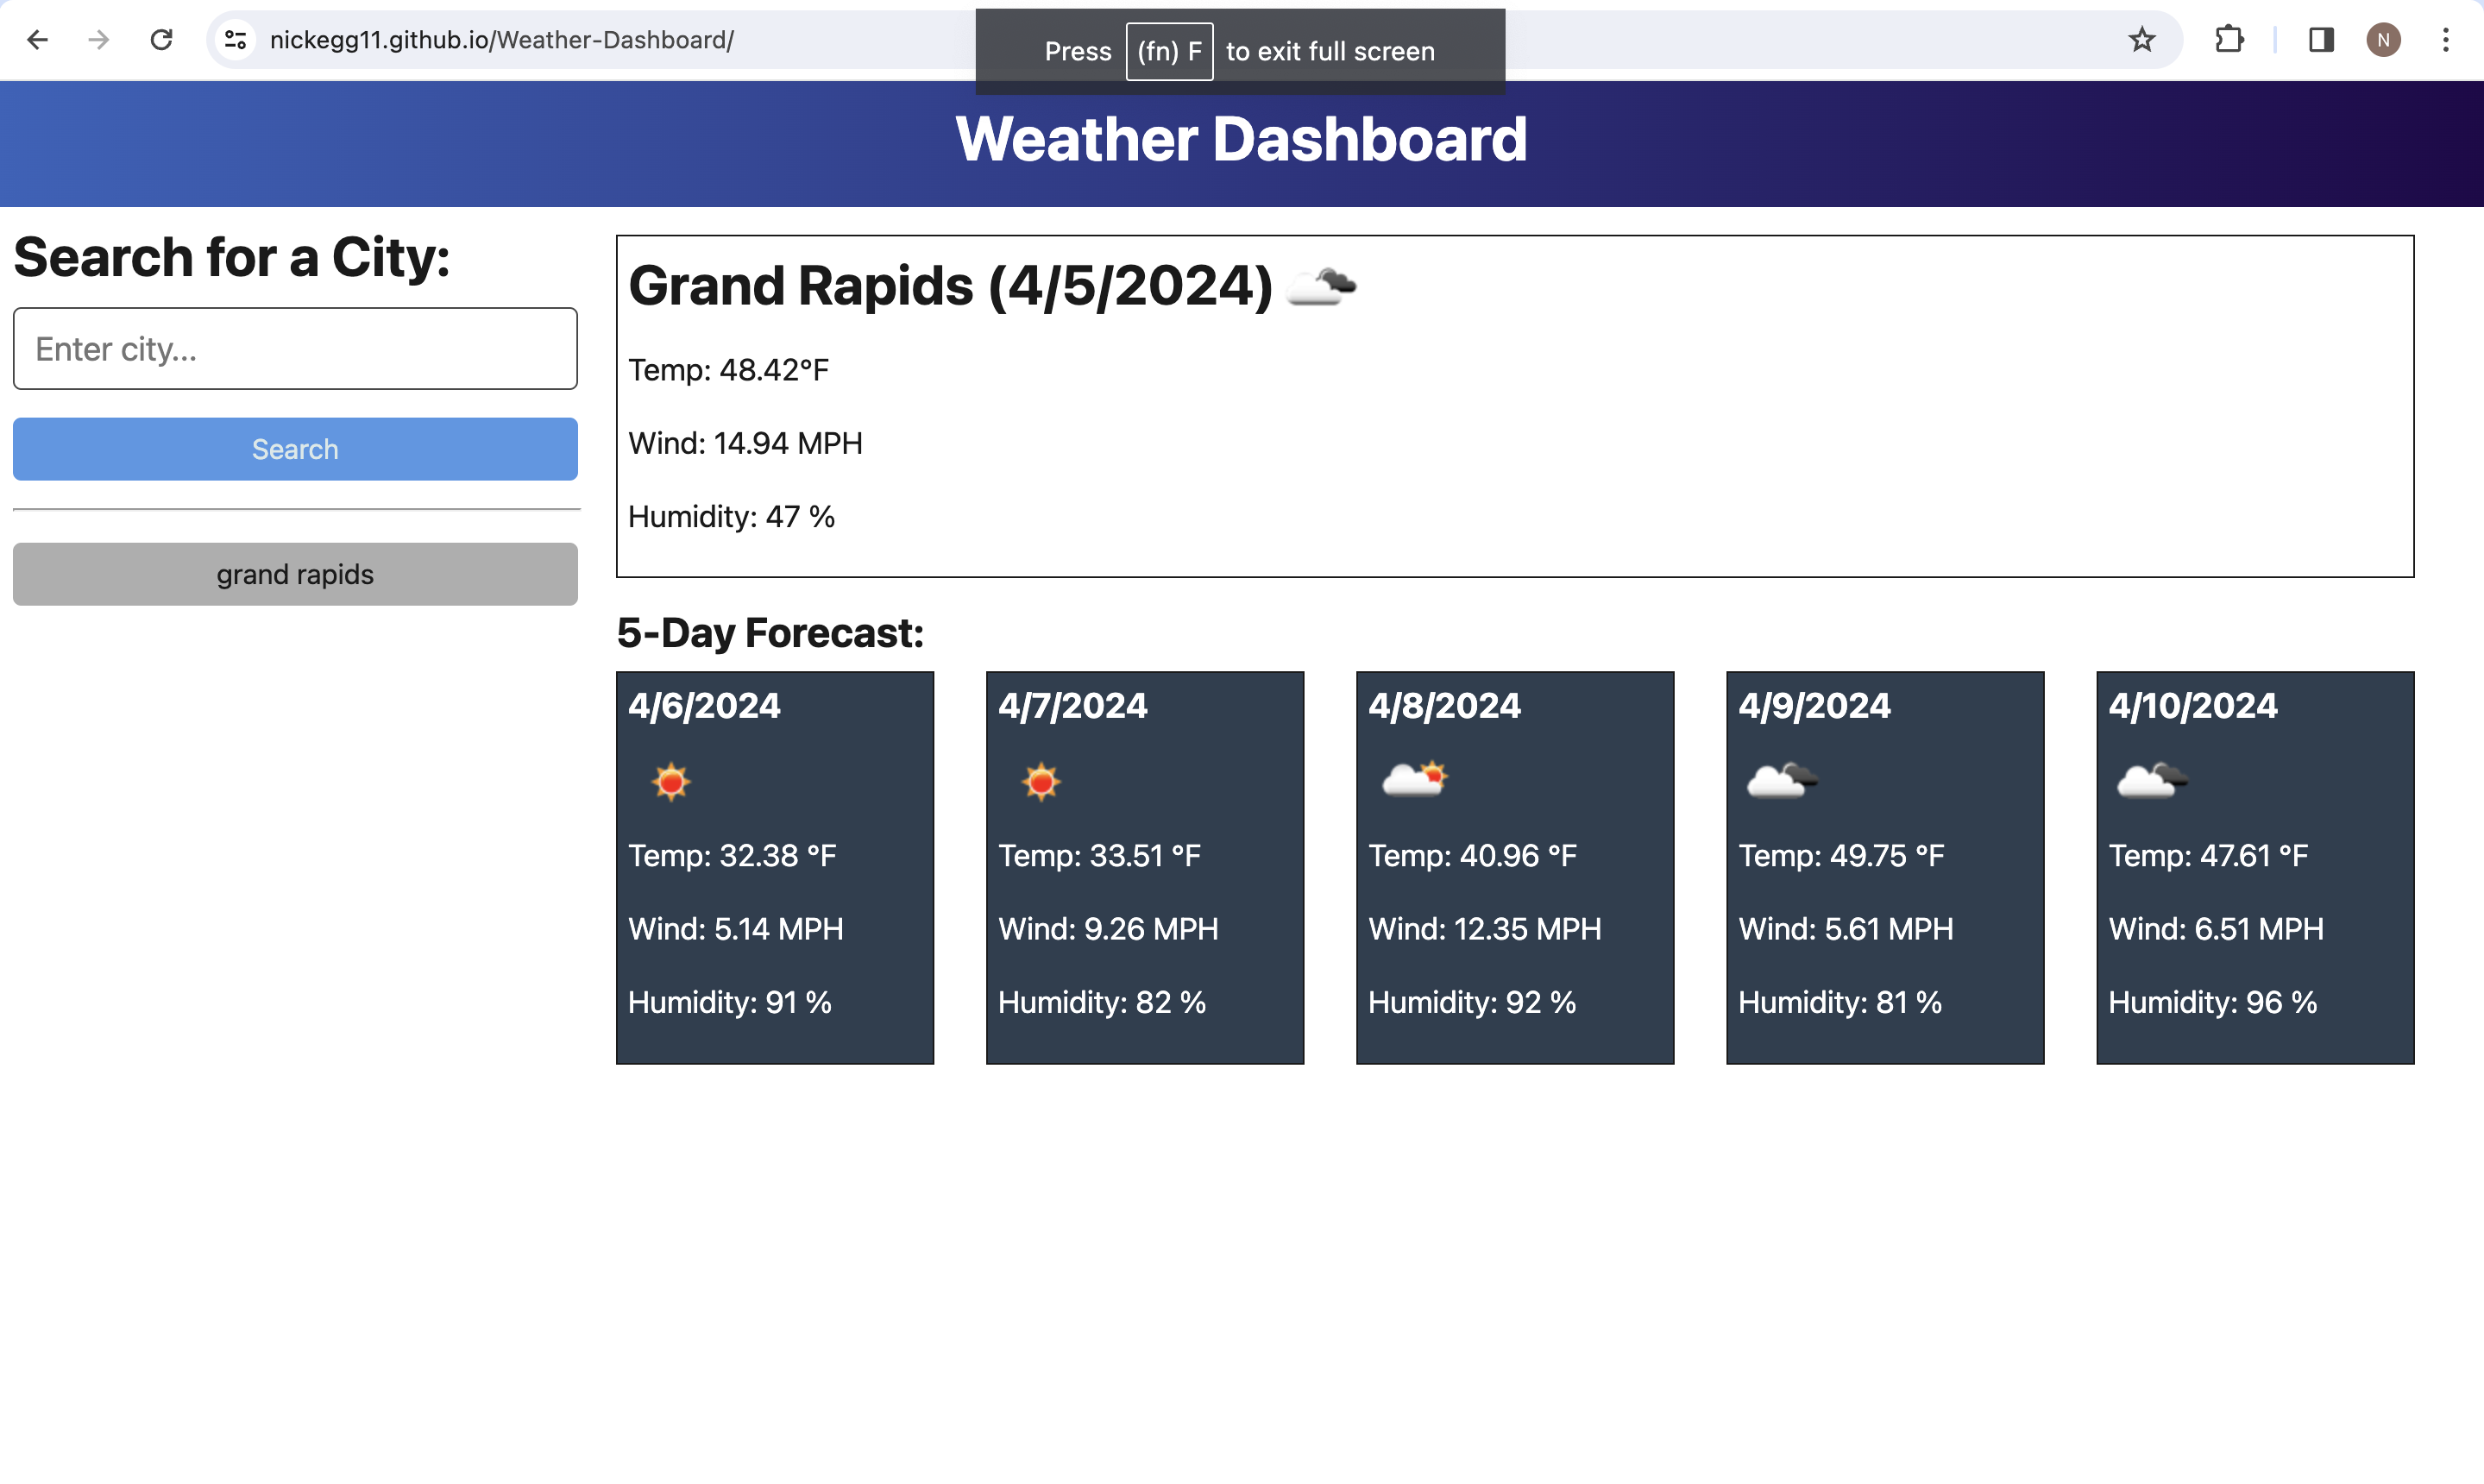 nickegg11.github.io/Weather-Dashboard/
Press (fn) F to exit full screen
N
Weather Dashboard
Search for a City:
Enter city...
Search
grand rapids
Grand Rapids (4/5/2024)
Temp: 48.42°F
Wind: 14.94 MPH
Humidity: 47 %
5-Day Forecast:
4/6/2024
Temp: 32.38 °F
Wind: 5.14 MPH
Humidity: 91 %
4/7/2024
Temp: 33.51 °F
Wind: 9.26 MPH
Humidity: 82 %
4/8/2024
Temp: 40.96 °F
Wind: 12.35 MPH
Humidity: 92 %
4/9/2024
Temp: 49.75 °F
Wind: 5.61 MPH
Humidity: 81 %
4/10/2024
Temp: 47.61 °F
Wind: 6.51 MPH
Humidity: 96 %